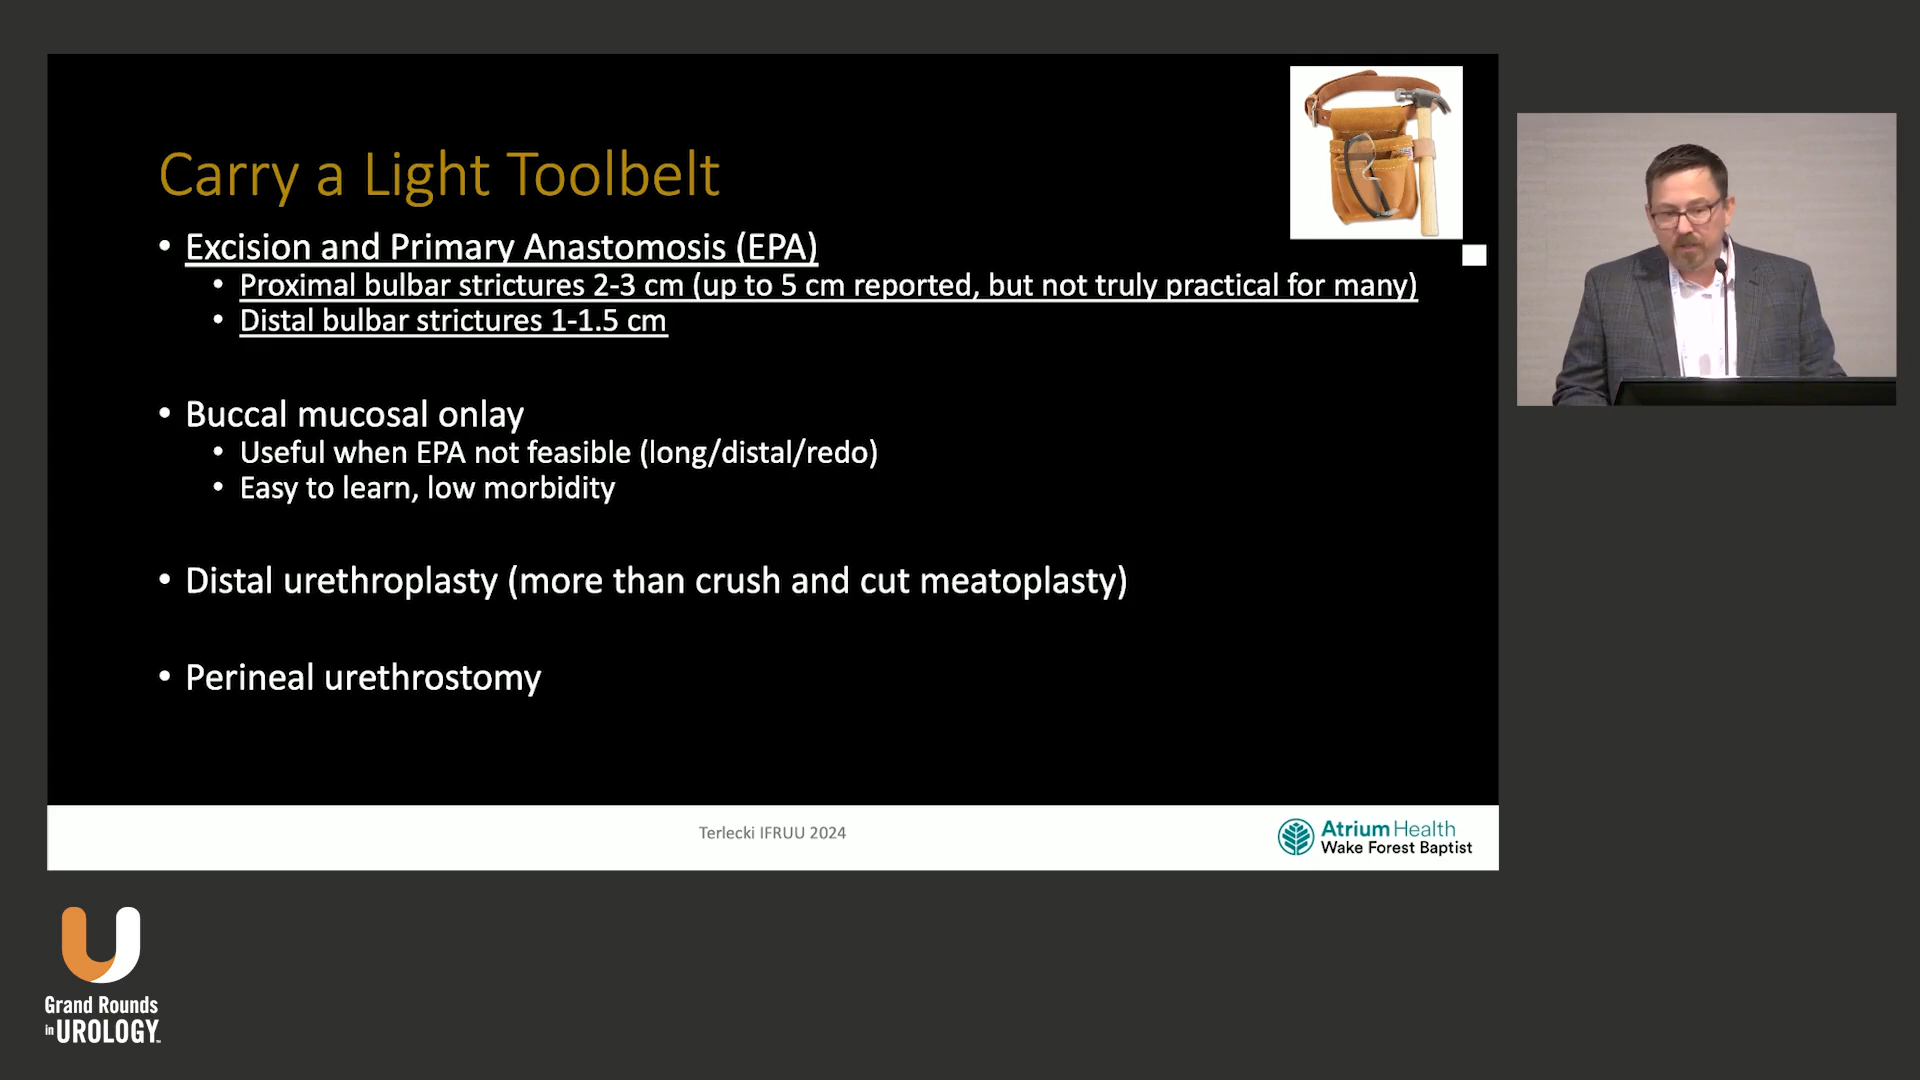 Carry a Light Toolbelt
• Excision and Primary Anastomosis (EPA)
• Proximal bulbar strictures 2-3 cm (up to 5 cm reported, but not truly practical for many)
• Distal bulbar strictures 1-1.5 cm
• Buccal mucosal onlay
• Useful when EPA not feasible (long/distal/redo)
• Easy to learn, low morbidity
• Distal urethroplasty (more than crush and cut meatoplasty)
• Perineal urethrostomy
Terlecki IFRUU 2024
Atrium Health
Wake Forest Baptist
Grand Rounds
in UROLOGY™